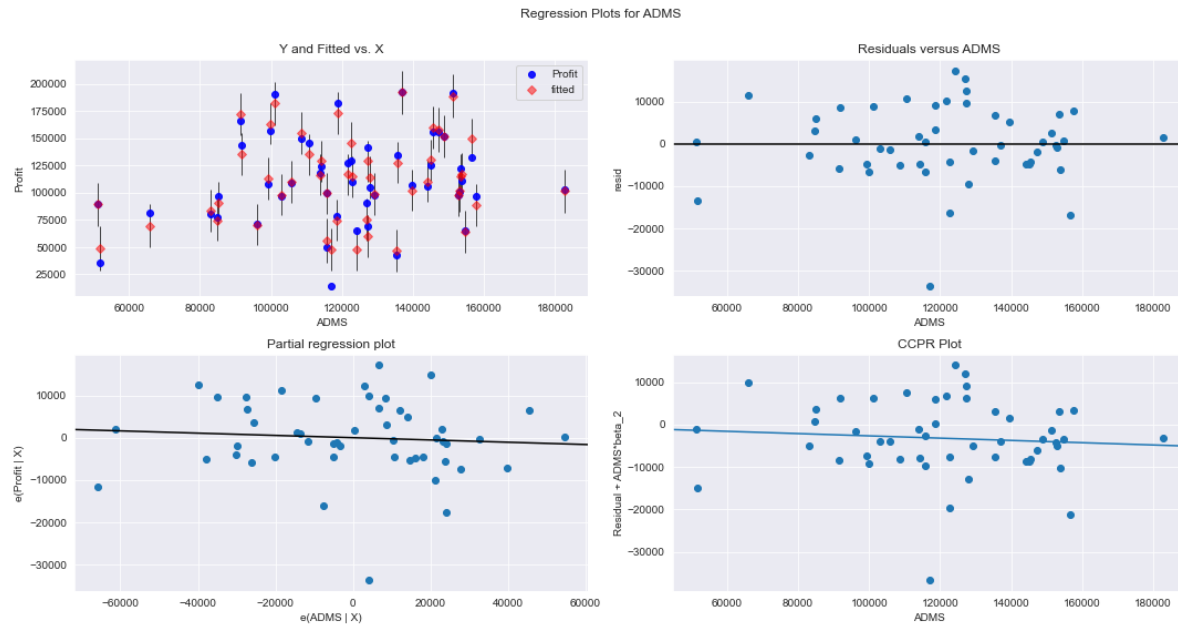 Regression Plots for ADMS
Y and Fitted vs. X
Profit
fitted
200000
175000
150000
125000
100000
75000
50000
25000
Profit
60000 80000 100000 120000 140000 160000 180000
ADMS
Residuals versus ADMS
10000
0
−10000
−20000
−30000
resid
60000 80000 100000 120000 140000 160000 180000
ADMS
Partial regression plot
10000
0
−10000
−20000
−30000
e(Profit | X)
−60000 −40000 −20000 0 20000 40000 60000
e(ADMS | X)
CCPR Plot
10000
0
−10000
−20000
−30000
Residual + ADMS*beta_2
60000 80000 100000 120000 140000 160000 180000
ADMS